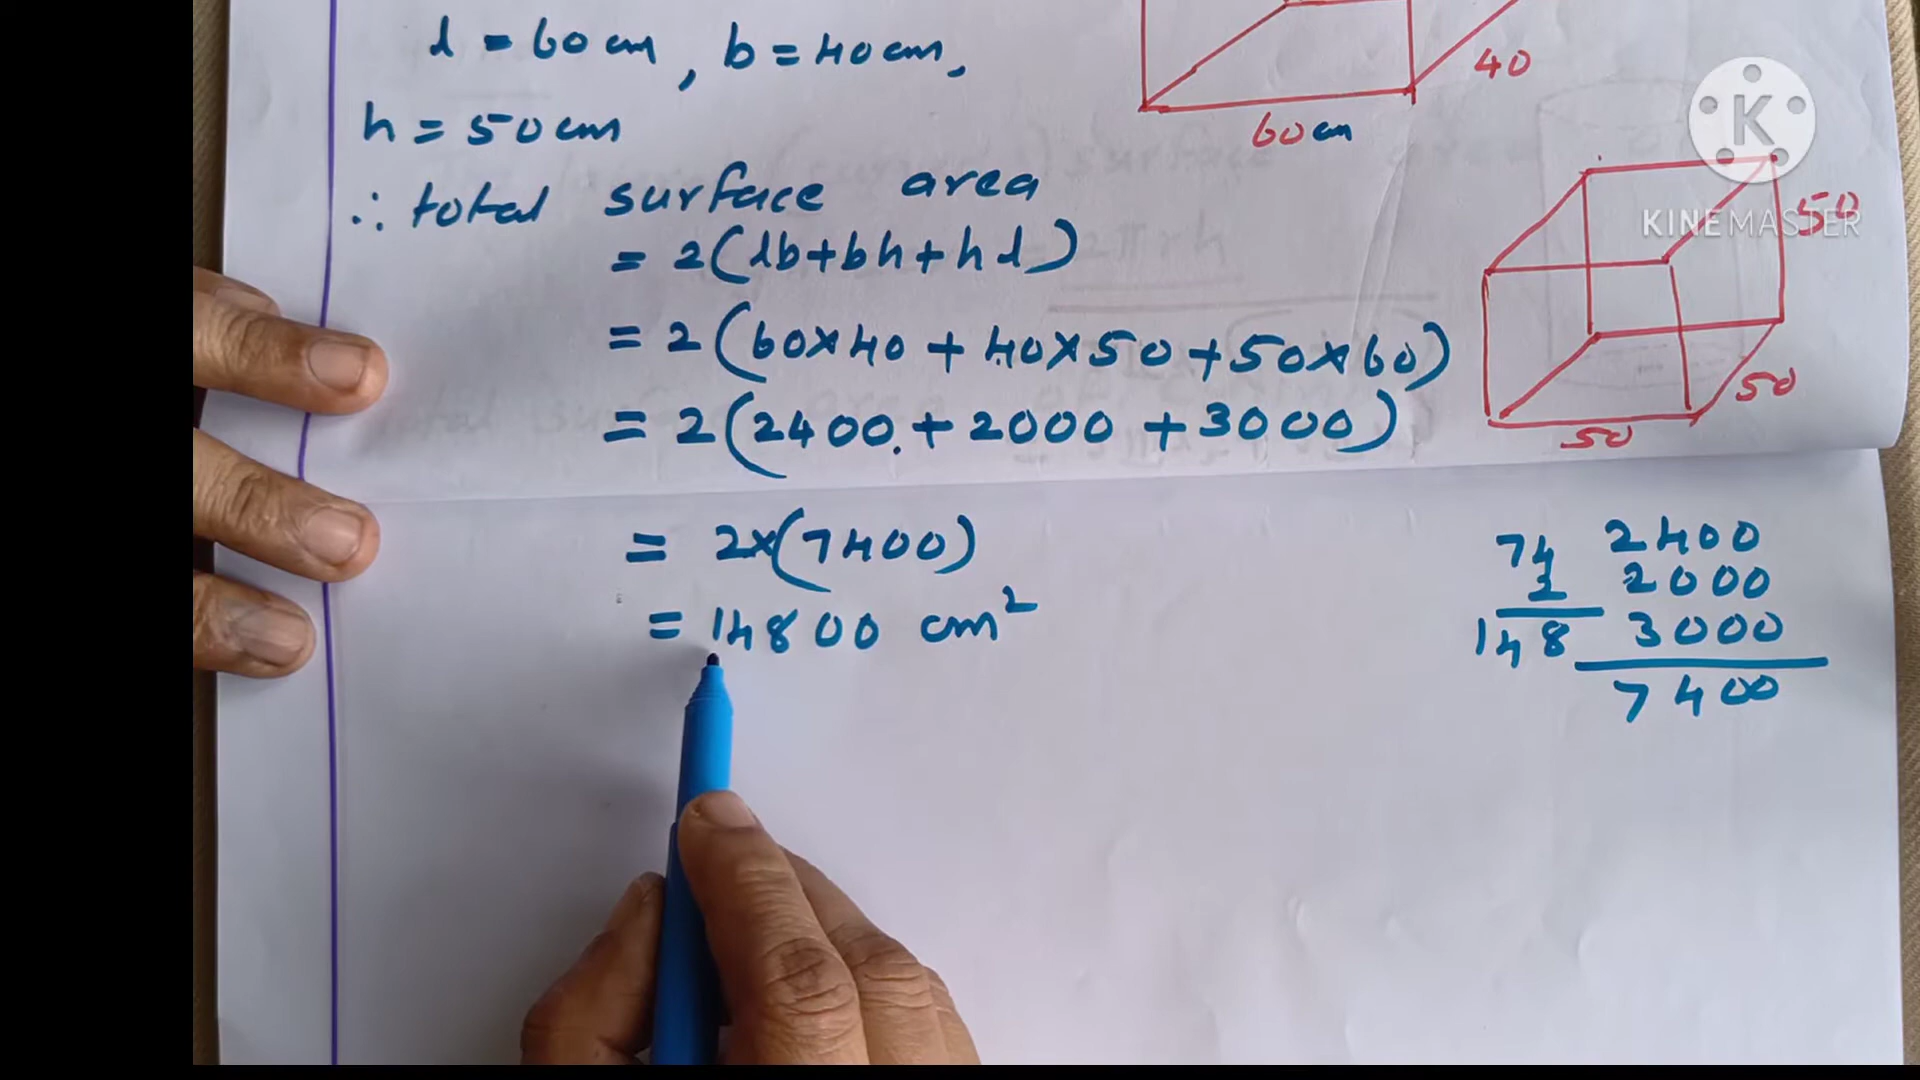 l = 60 cm, b = 40 cm,
h = 50 cm
∴ total surface area
= 2(lb+bh+hl)
= 2(60×40 + 40×50 + 50×60)
= 2(2400 + 2000 + 3000)
= 2×(7400)
= 14800 cm²
40
60 cm
K
KINEMASTER
50
50
50
74
2
148
2400
2000
3000
7400
2πrh